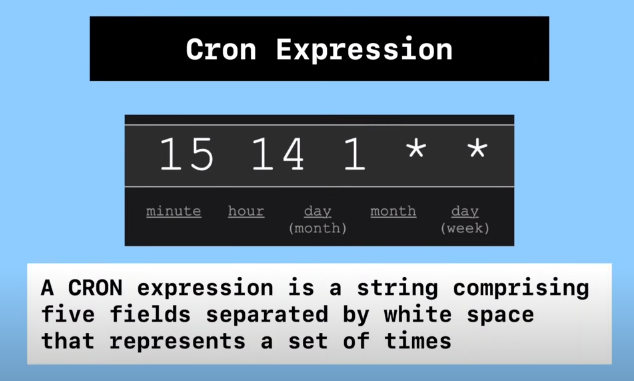 Cron Expression
15 14 1 * *
minute hour day month day
(month) (week)
A CRON expression is a string comprising
five fields separated by white space
that represents a set of times